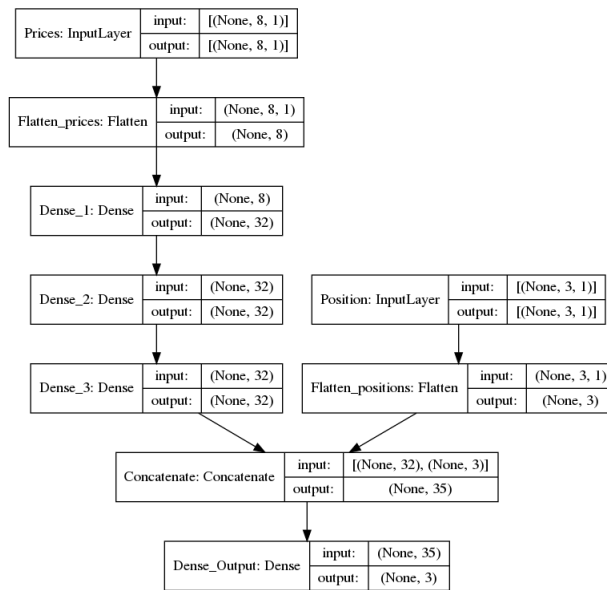 Prices: InputLayer
input: [(None, 8, 1)]
output: [(None, 8, 1)]
Flatten_prices: Flatten
input: (None, 8, 1)
output: (None, 8)
Dense_1: Dense
input: (None, 8)
output: (None, 32)
Dense_2: Dense
input: (None, 32)
output: (None, 32)
Position: InputLayer
input: [(None, 3, 1)]
output: [(None, 3, 1)]
Dense_3: Dense
input: (None, 32)
output: (None, 32)
Flatten_positions: Flatten
input: (None, 3, 1)
output: (None, 3)
Concatenate: Concatenate
input: [(None, 32), (None, 3)]
output: (None, 35)
Dense_Output: Dense
input: (None, 35)
output: (None, 3)